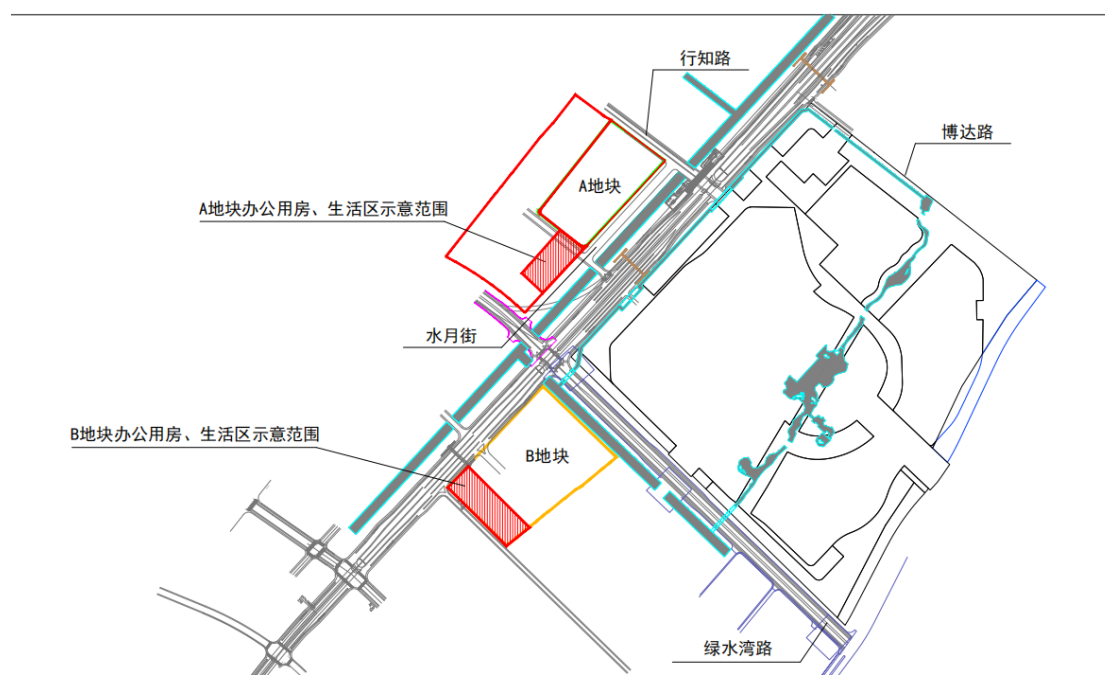 行知路
博达路
A地块
A地块办公用房、生活区示意范围
水月街
B地块办公用房、生活区示意范围
B地块
绿水湾路